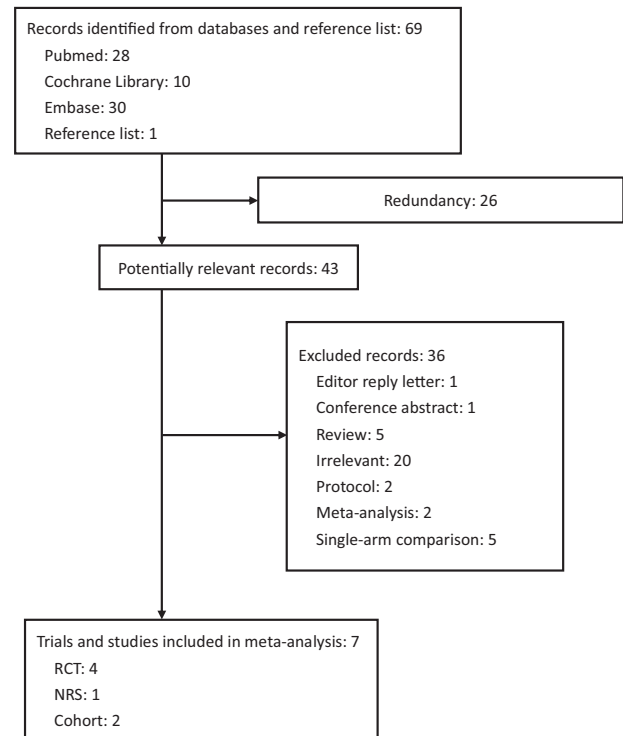 Records identified from databases and reference list: 69
Pubmed: 28
Cochrane Library: 10
Embase: 30
Reference list: 1
Redundancy: 26
Potentially relevant records: 43
Excluded records: 36
Editor reply letter: 1
Conference abstract: 1
Review: 5
Irrelevant: 20
Protocol: 2
Meta-analysis: 2
Single-arm comparison: 5
Trials and studies included in meta-analysis: 7
RCT: 4
NRS: 1
Cohort: 2